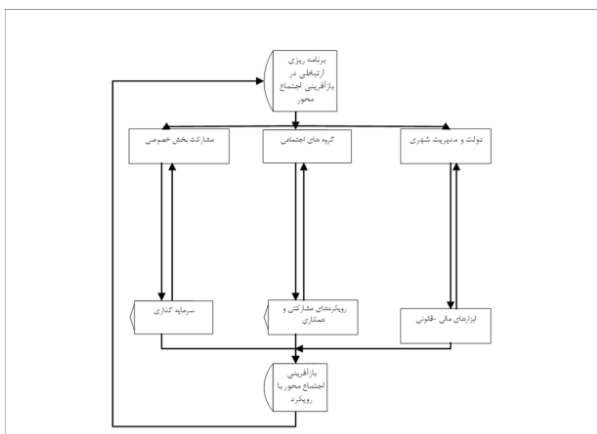 برنامه ریزی
ارتباطی در
بازآفرینی اجتماع
محور
دولت و مدیریت شهری
گروه های اجتماعی
مشارکت بخش خصوصی
ابزارهای مالی -قانونی
رویکردهای مشارکتی و
همکاری
سرمایه گذاری
بازآفرینی
اجتماع محور با
رویکرد